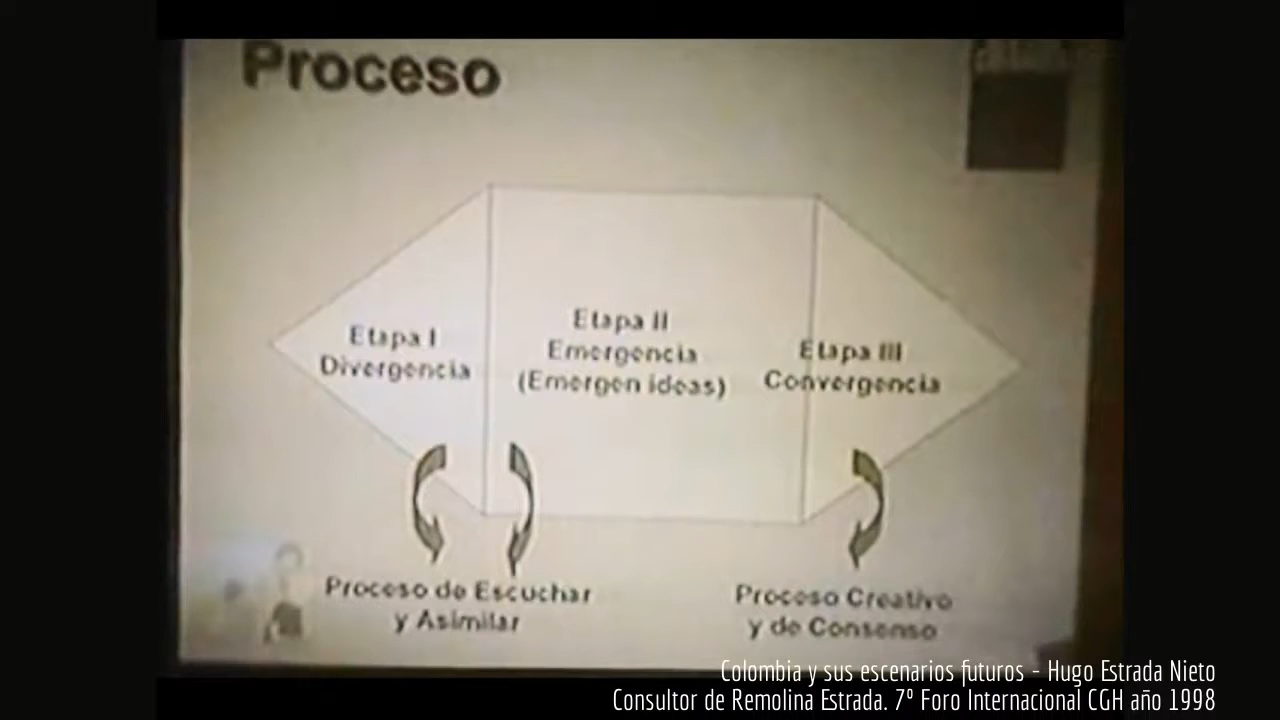 Proceso
Etapa I
Divergencia
Etapa II
Emergencia
(Emergen ideas)
Etapa III
Convergencia
Proceso de Escuchar
y Asimilar
Proceso Creativo
y de Consenso
Colombia y sus escenarios futuros - Hugo Estrada Nieto
Consultor de Remolina Estrada. 7º Foro Internacional CGH año 1998